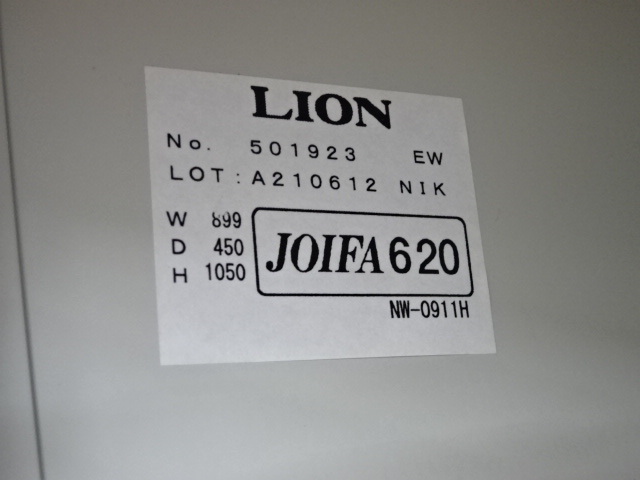 LION
No. 501923 EW
LOT: A210612 NIK
W 899
D 450
H 1050
JOIFA 620
NW-0911H